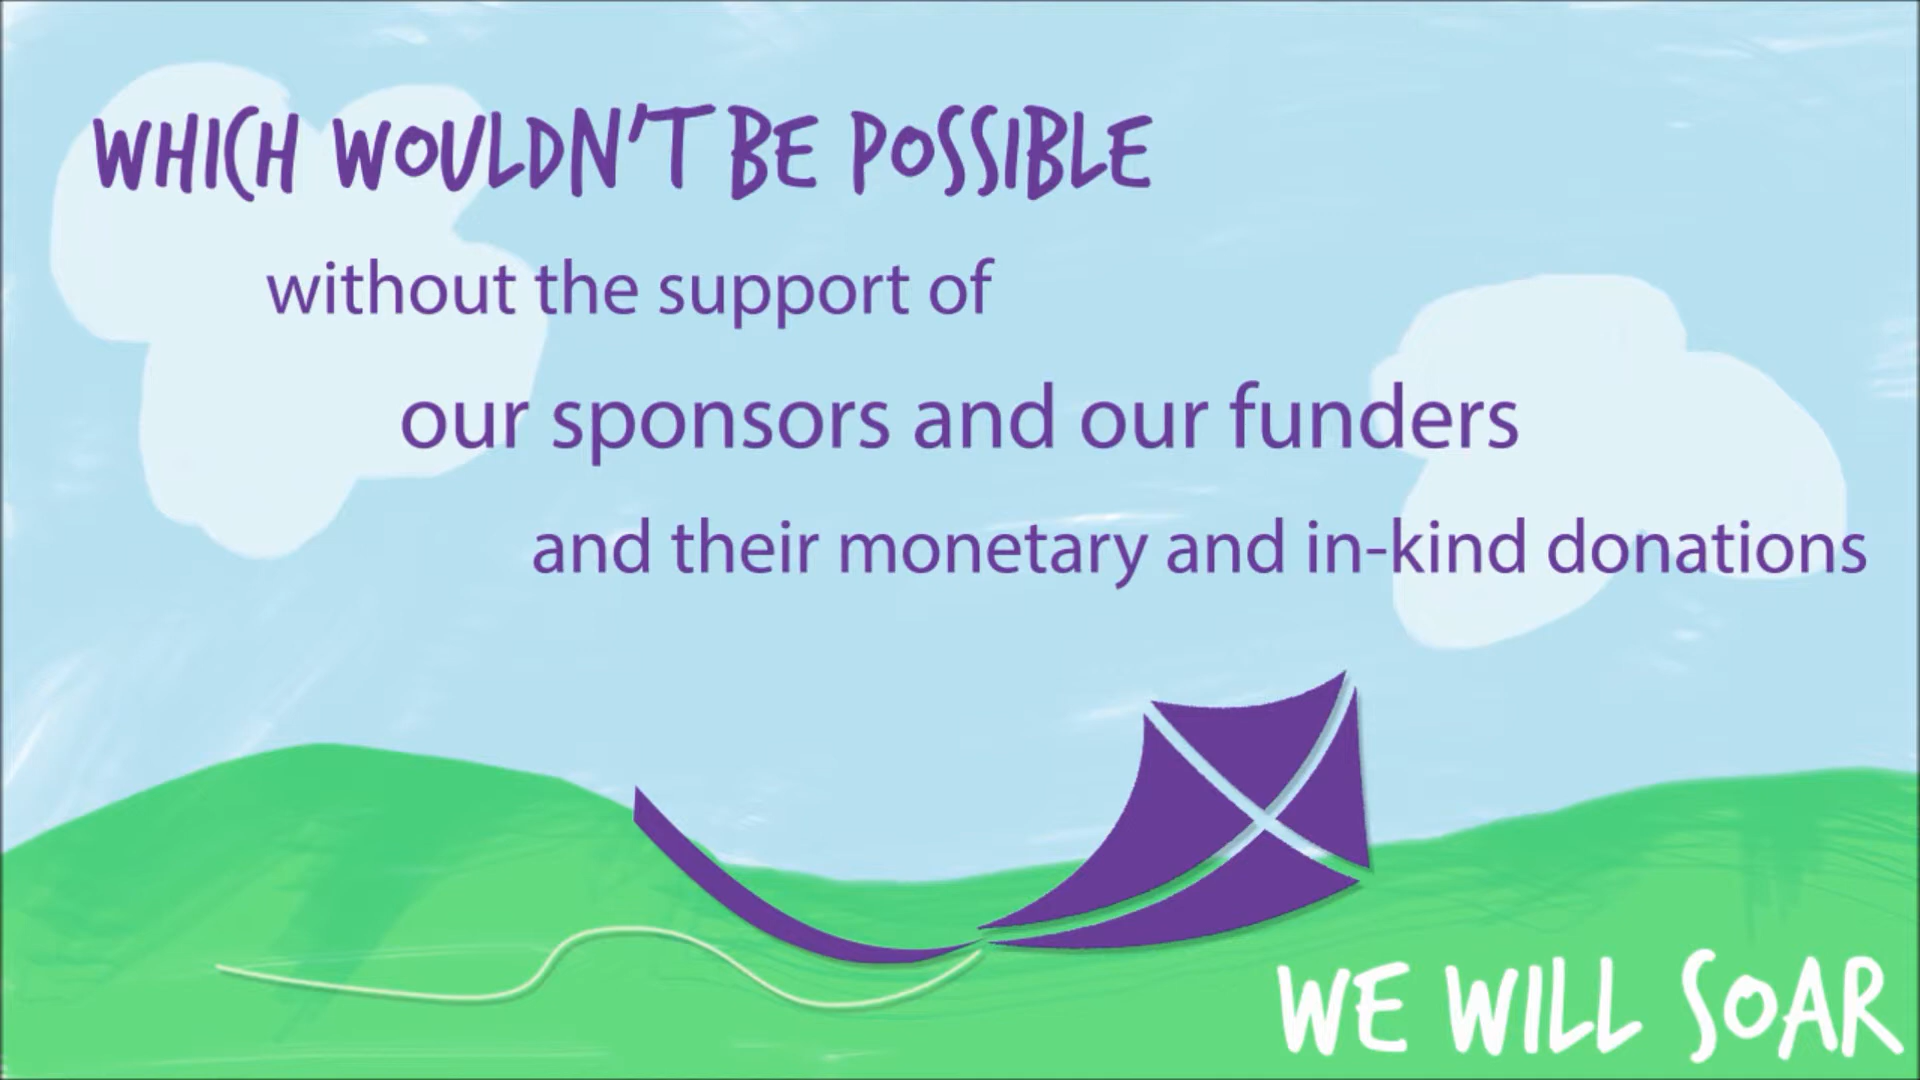 WHICH WOULDN'T BE POSSIBLE
without the support of
our sponsors and our funders
and their monetary and in-kind donations
WE WILL SOAR